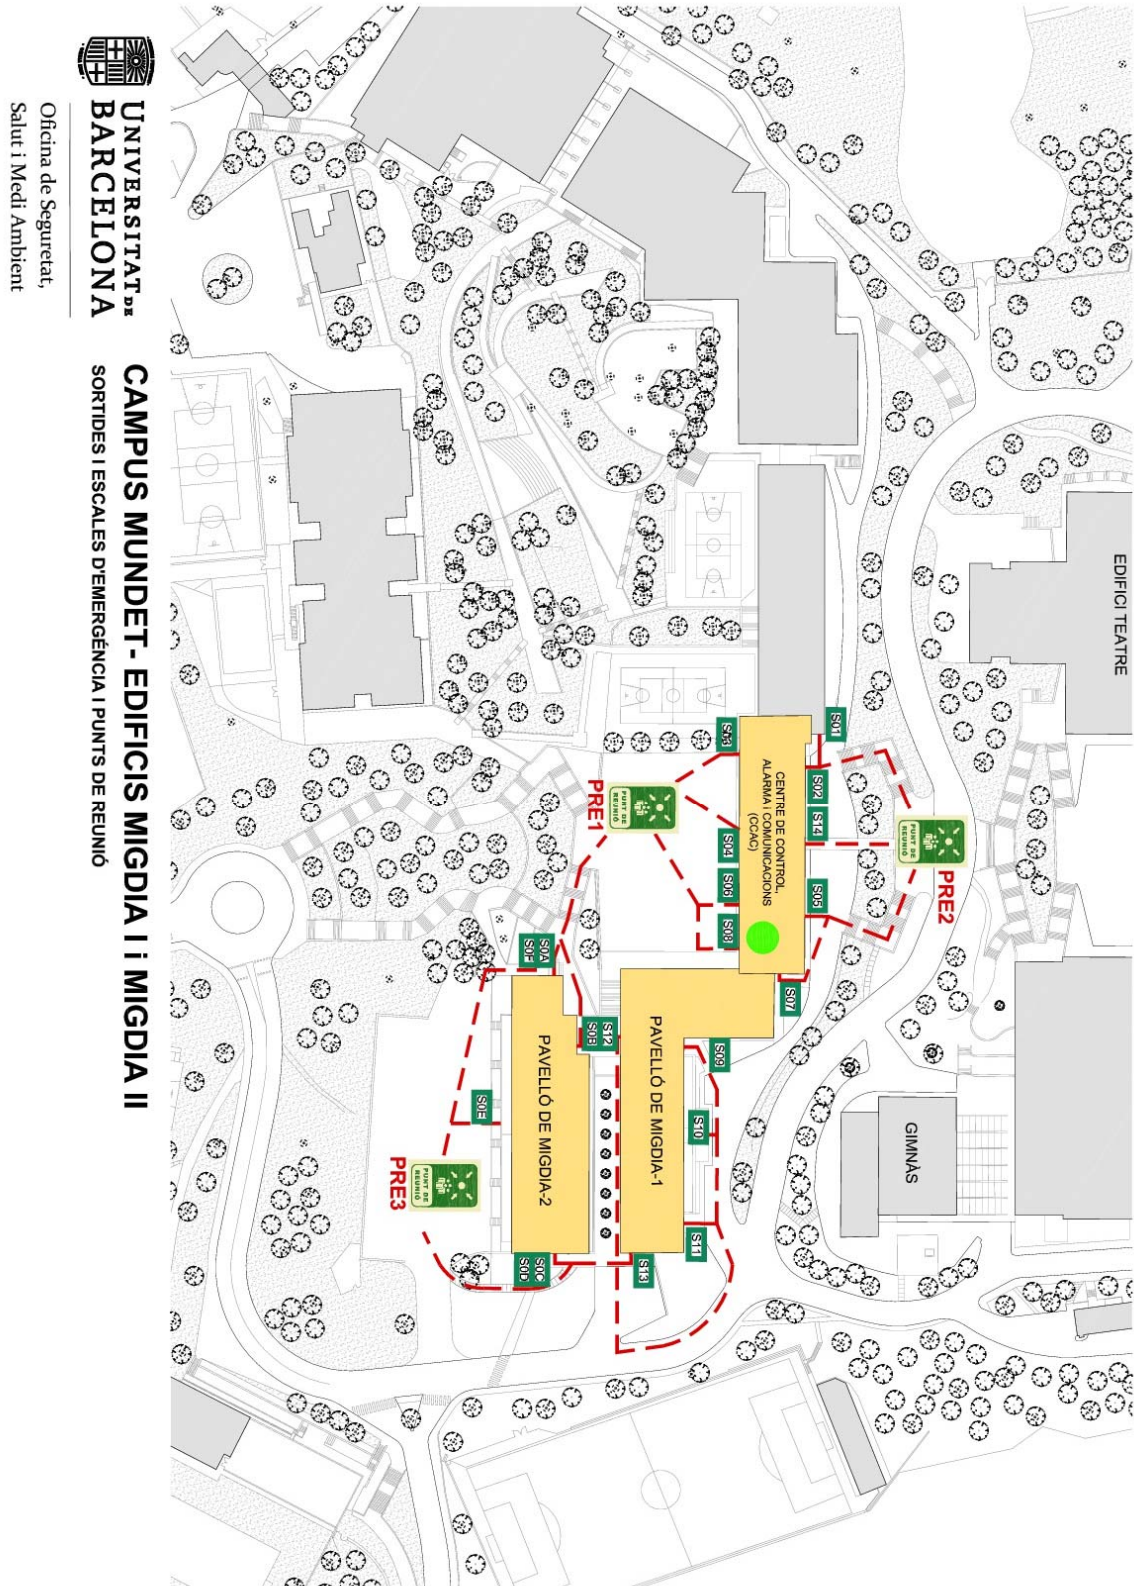 UNIVERSITAT DE
BARCELONA
Oficina de Seguretat,
Salut i Medi Ambient
CAMPUS MUNDET- EDIFICIS MIGDIA I i MIGDIA II
SORTIDES I ESCALES D'EMERGÈNCIA I PUNTS DE REUNIÓ
EDIFICI TEATRE
S01
S02
S14
S05
S07
S03
S04
S06
S08
CENTRE DE CONTROL,
ALARMA i COMUNICACIONS
(CCAC)
PUNT DE
REUNIÓ
PRE2
PUNT DE
REUNIÓ
PRE1
GIMNÀS
S09
S10
S11
PAVELLÓ DE MIGDIA-1
S12
S0B
S13
S0A
S0F
PAVELLÓ DE MIGDIA-2
S0C
S0D
S0E
PUNT DE
REUNIÓ
PRE3